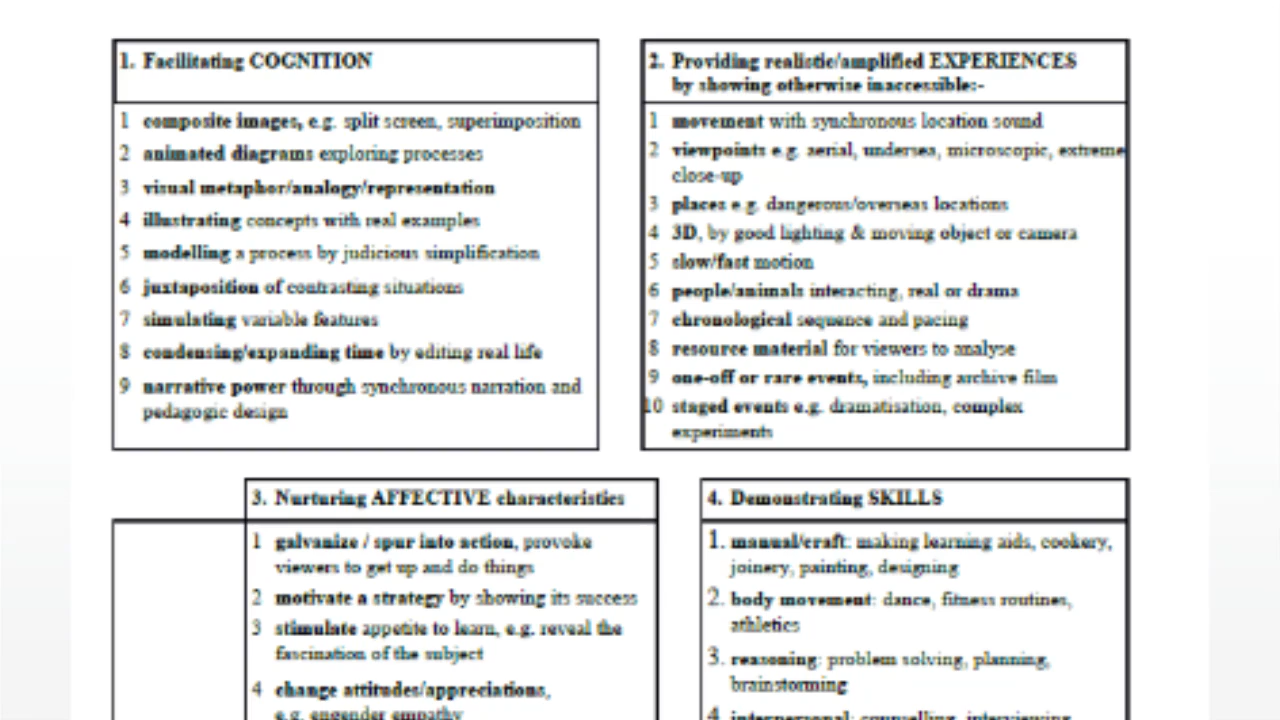 1. Facilitating COGNITION
1 composite images, e.g. split screen, superimposition
2 animated diagrams exploring processes
3 visual metaphor/analogy/representation
4 illustrating concepts with real examples
5 modelling a process by judicious simplification
6 juxtaposition of contrasting situations
7 simulating variable features
8 condensing/expanding time by editing real life
9 narrative power through synchronous narration and
pedagogic design
2. Providing realistic/amplified EXPERIENCES
by showing otherwise inaccessible:-
1 movement with synchronous location sound
2 viewpoints e.g. aerial, undersea, microscopic, extreme
close-up
3 places e.g. dangerous/overseas locations
4 3D, by good lighting & moving object or camera
5 slow/fast motion
6 people/animals interacting, real or drama
7 chronological sequence and pacing
8 resource material for viewers to analyse
9 one-off or rare events, including archive film
10 staged events e.g. dramatisation, complex
experiments
3. Nurturing AFFECTIVE characteristics
1 galvanize / spur into action, provoke
viewers to get up and do things
2 motivate a strategy by showing its success
3 stimulate appetite to learn, e.g. reveal the
fascination of the subject
4 change attitudes/appreciations,
e.g. engender empathy
4. Demonstrating SKILLS
1. manual/craft: making learning aids, cookery,
joinery, painting, designing
2. body movement: dance, fitness routines,
athletics
3. reasoning: problem solving, planning,
brainstorming
4. interpersonal: counselling, interviewing